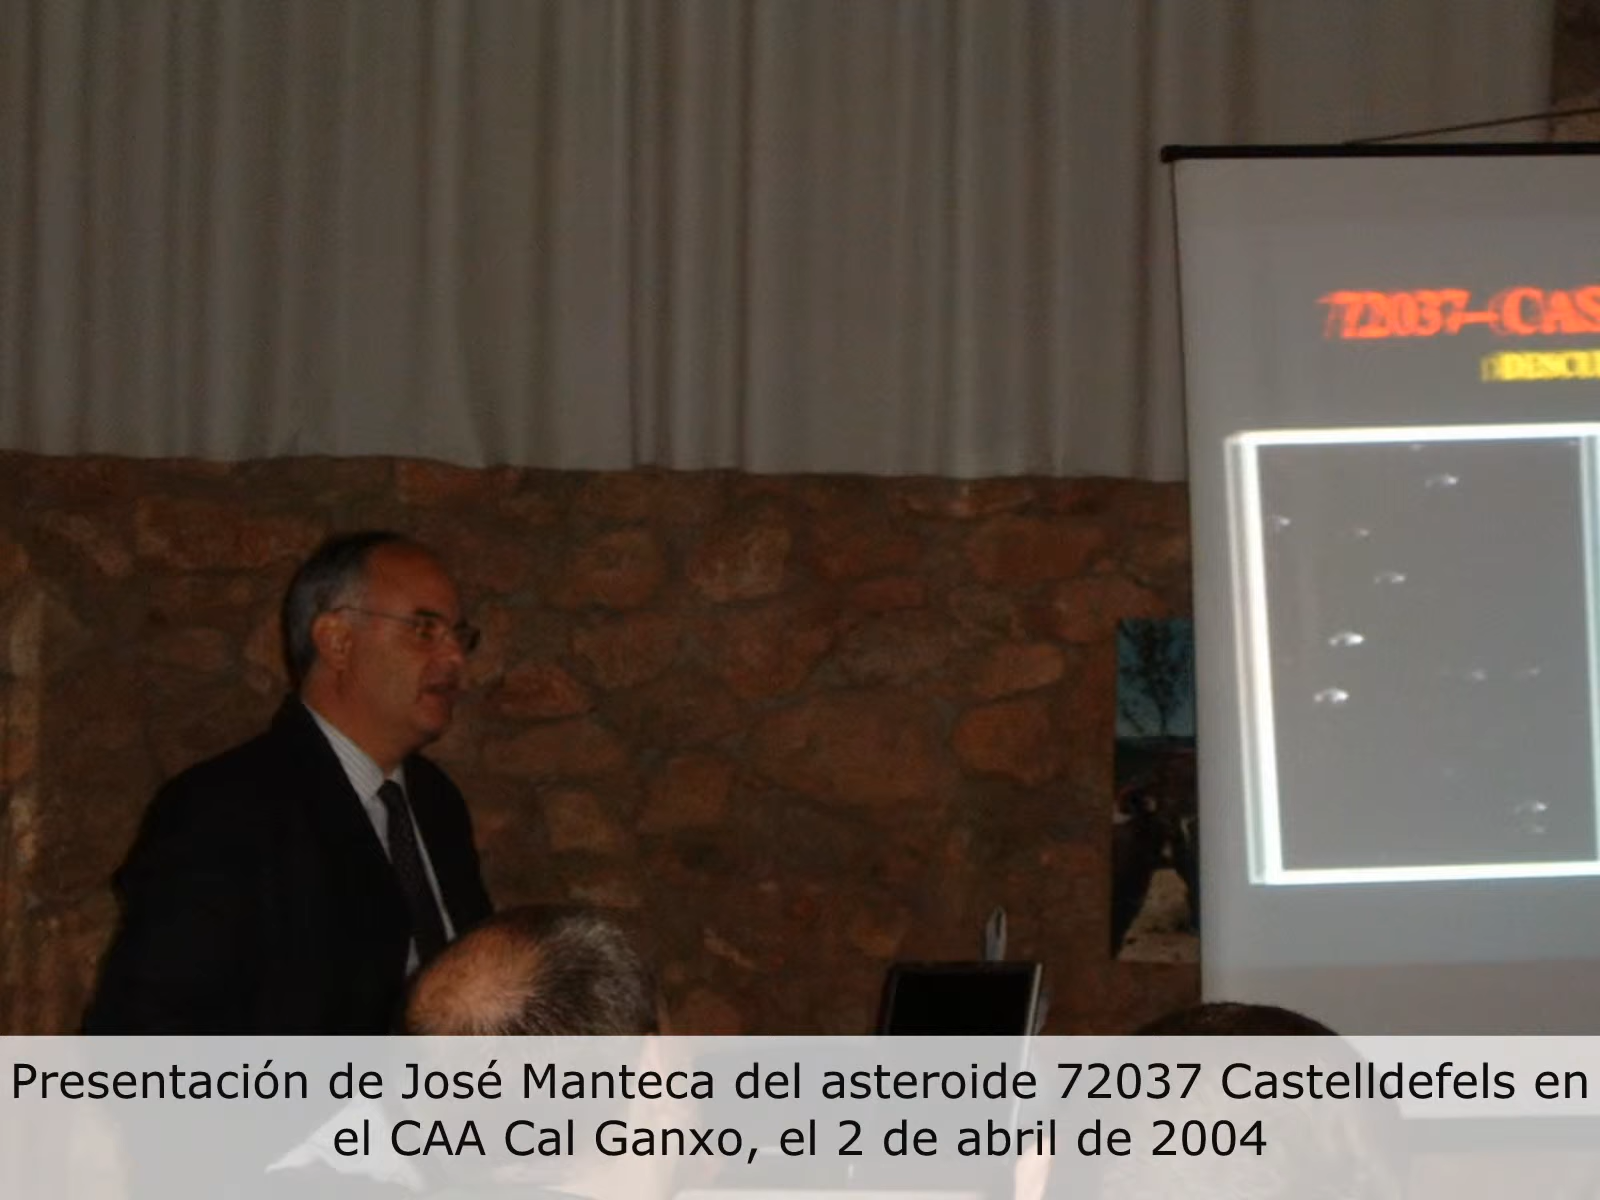 72037-CAS
DESCU
Presentación de José Manteca del asteroide 72037 Castelldefels en
el CAA Cal Ganxo, el 2 de abril de 2004